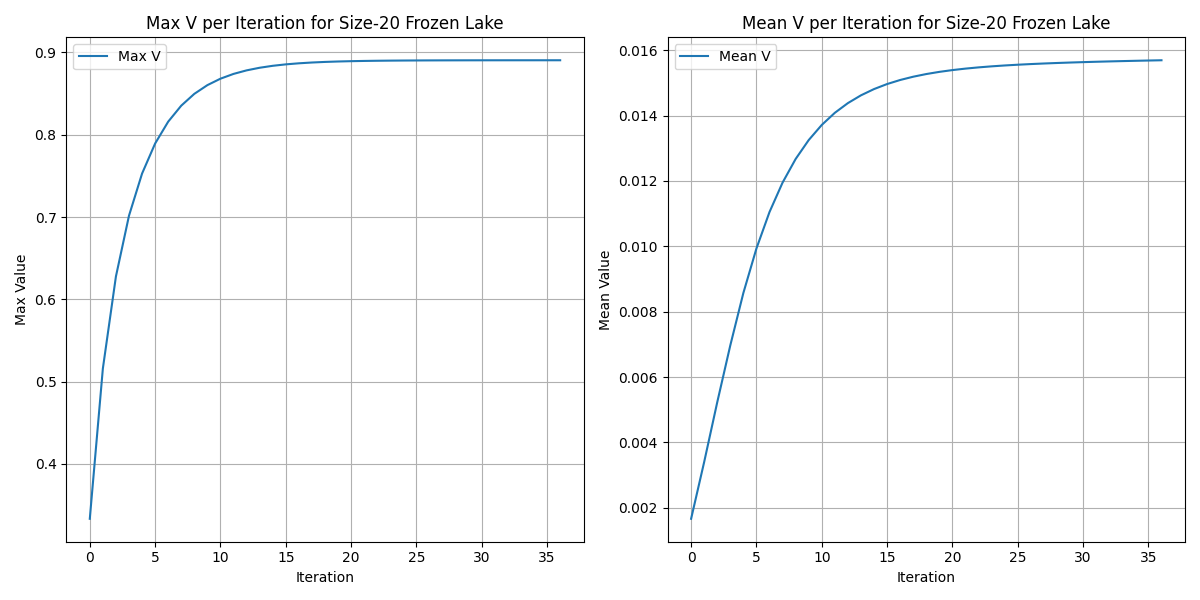 Max V per Iteration for Size-20 Frozen Lake
Max V
0.9
0.8
0.7
0.6
0.5
0.4
Max Value
0 5 10 15 20 25 30 35
Iteration
Mean V per Iteration for Size-20 Frozen Lake
Mean V
0.016
0.014
0.012
0.010
0.008
0.006
0.004
0.002
Mean Value
0 5 10 15 20 25 30 35
Iteration